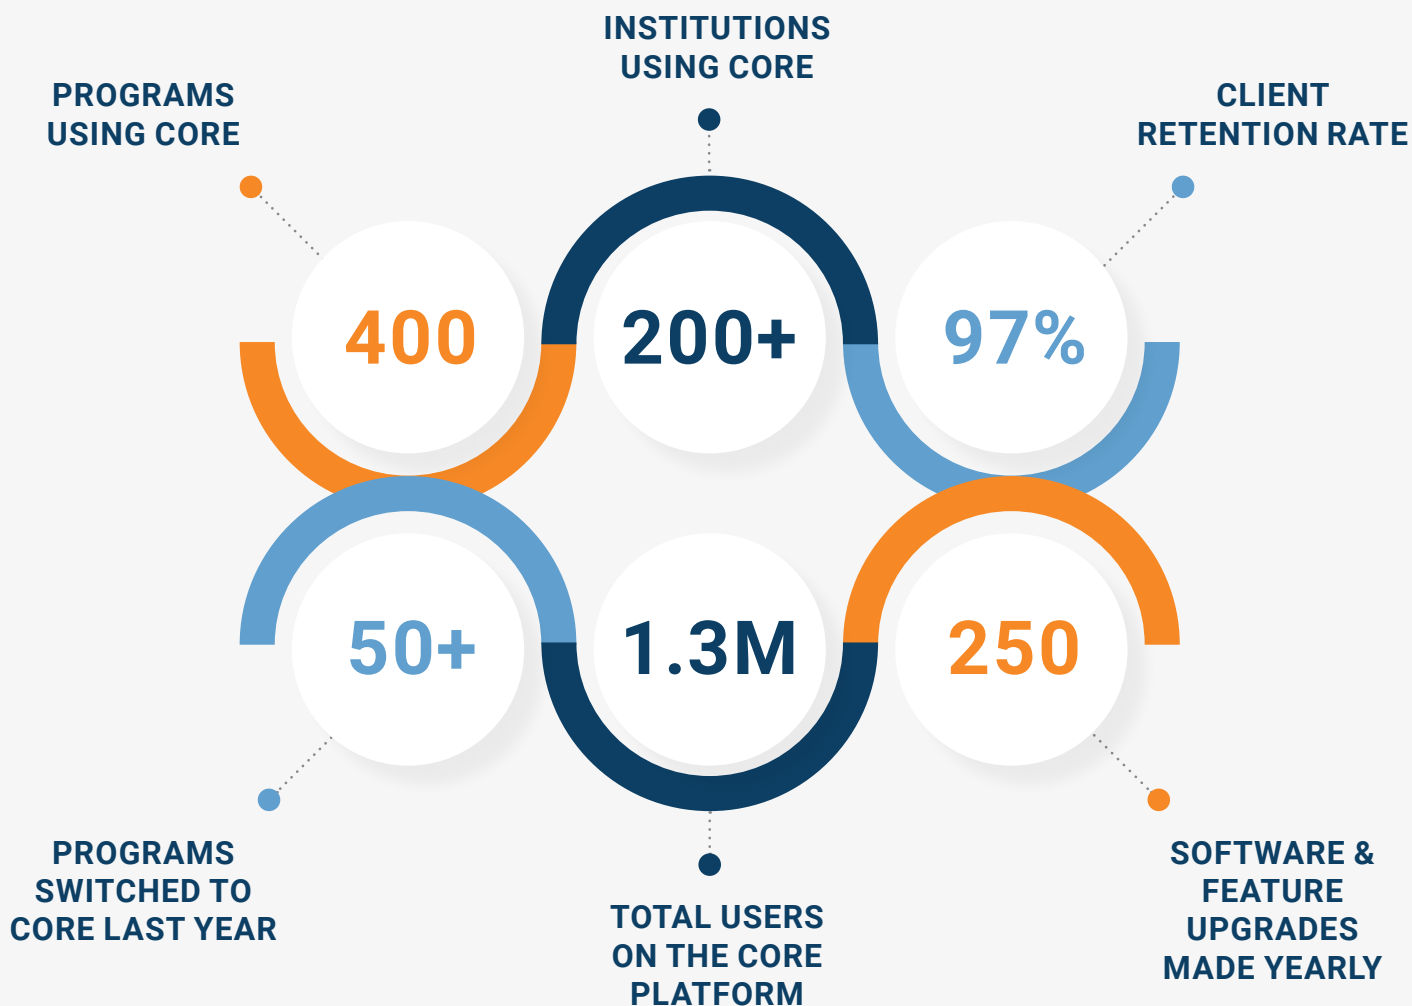 INSTITUTIONS
USING CORE
PROGRAMS
USING CORE
CLIENT
RETENTION RATE
400
200+
97%
50+
1.3M
250
PROGRAMS
SWITCHED TO
CORE LAST YEAR
TOTAL USERS
ON THE CORE
PLATFORM
SOFTWARE &
FEATURE
UPGRADES
MADE YEARLY